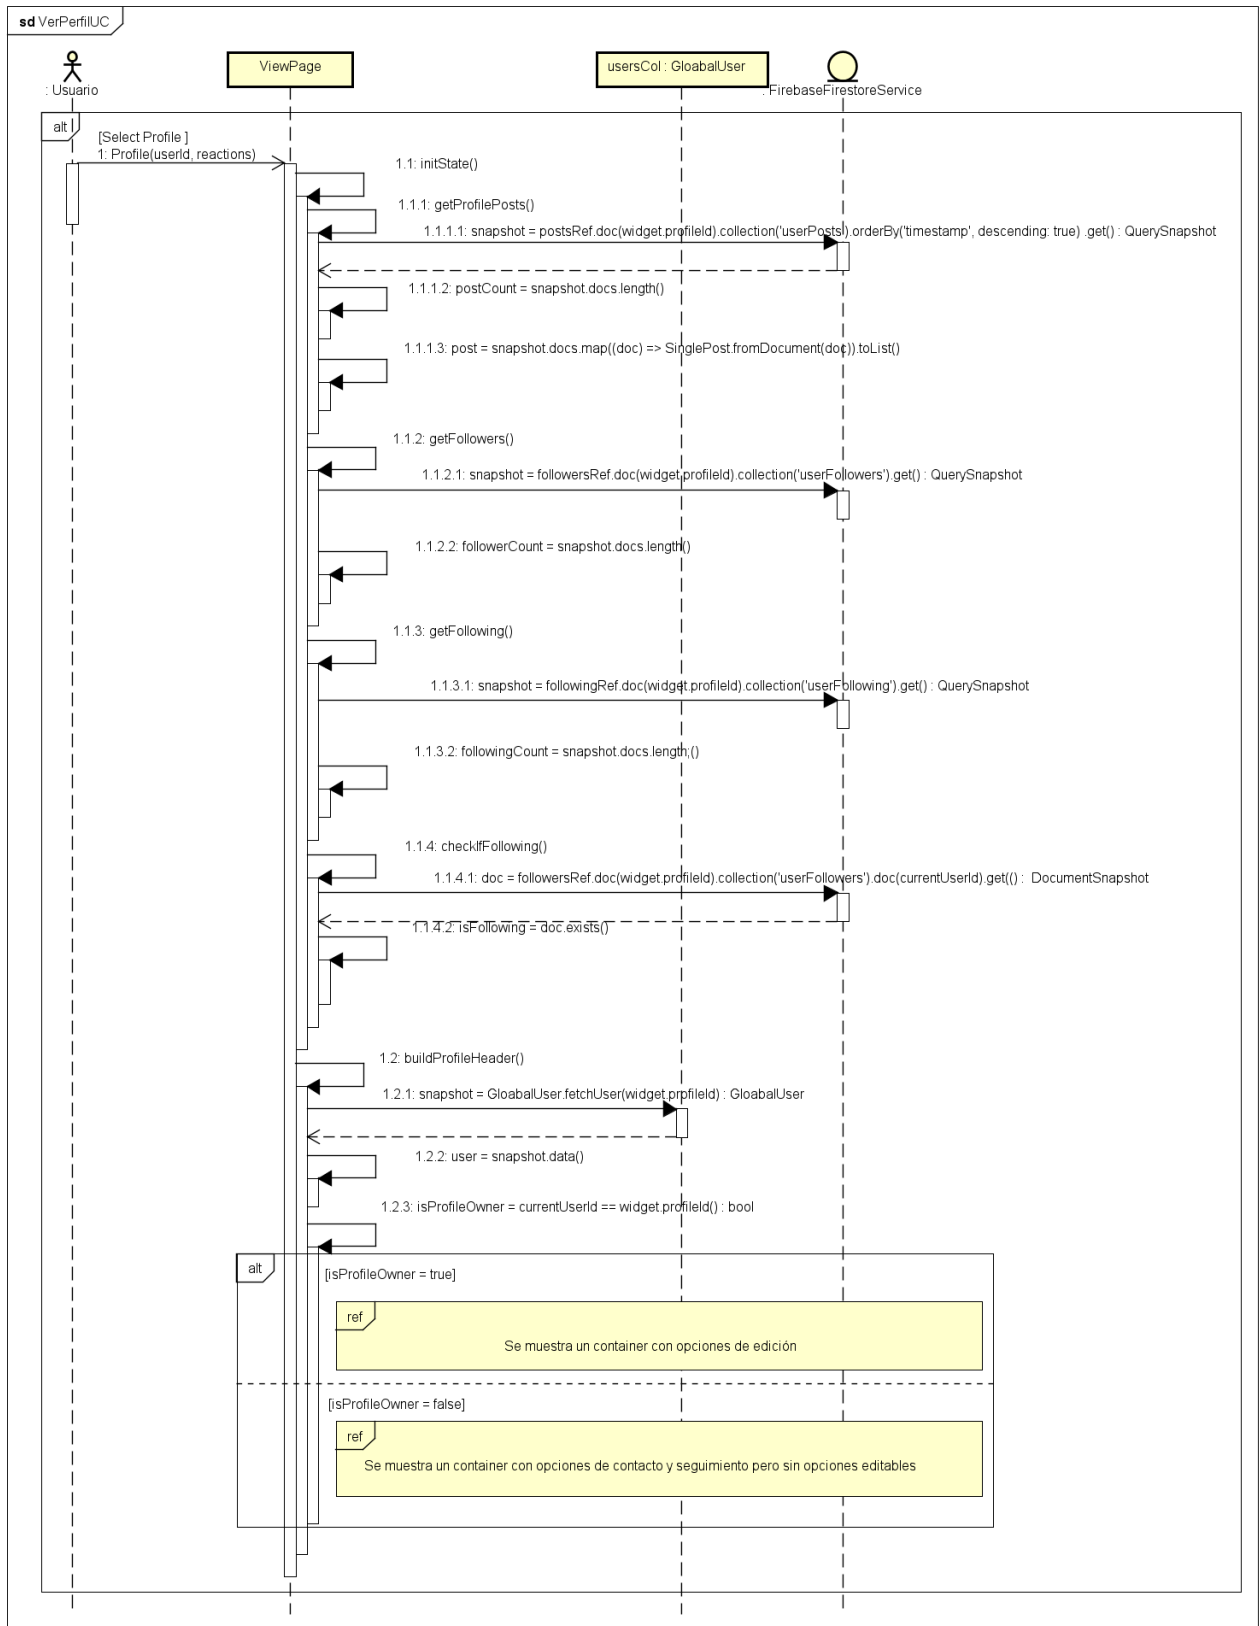 sd VerPerfilUC
: Usuario
ViewPage
usersCol : GloabalUser
: FirebaseFirestoreService
alt
[Select Profile ]
1: Profile(userId, reactions)
1.1: initState()
1.1.1: getProfilePosts()
1.1.1.1: snapshot = postsRef.doc(widget.profileId).collection('userPosts').orderBy('timestamp', descending: true) .get() : QuerySnapshot
1.1.1.2: postCount = snapshot.docs.length()
1.1.1.3: post = snapshot.docs.map((doc) => SinglePost.fromDocument(doc)).toList()
1.1.2: getFollowers()
1.1.2.1: snapshot = followersRef.doc(widget.profileId).collection('userFollowers').get() : QuerySnapshot
1.1.2.2: followerCount = snapshot.docs.length()
1.1.3: getFollowing()
1.1.3.1: snapshot = followingRef.doc(widget.profileId).collection('userFollowing').get() : QuerySnapshot
1.1.3.2: followingCount = snapshot.docs.length;()
1.1.4: checkIfFollowing()
1.1.4.1: doc = followersRef.doc(widget.profileId).collection('userFollowers').doc(currentUserId).get(() : DocumentSnapshot
1.1.4.2: isFollowing = doc.exists()
1.2: buildProfileHeader()
1.2.1: snapshot = GloabalUser.fetchUser(widget.profileId) : GloabalUser
1.2.2: user = snapshot.data()
1.2.3: isProfileOwner = currentUserId == widget.profileId() : bool
alt
[isProfileOwner = true]
ref
Se muestra un container con opciones de edición
[isProfileOwner = false]
ref
Se muestra un container con opciones de contacto y seguimiento pero sin opciones editables